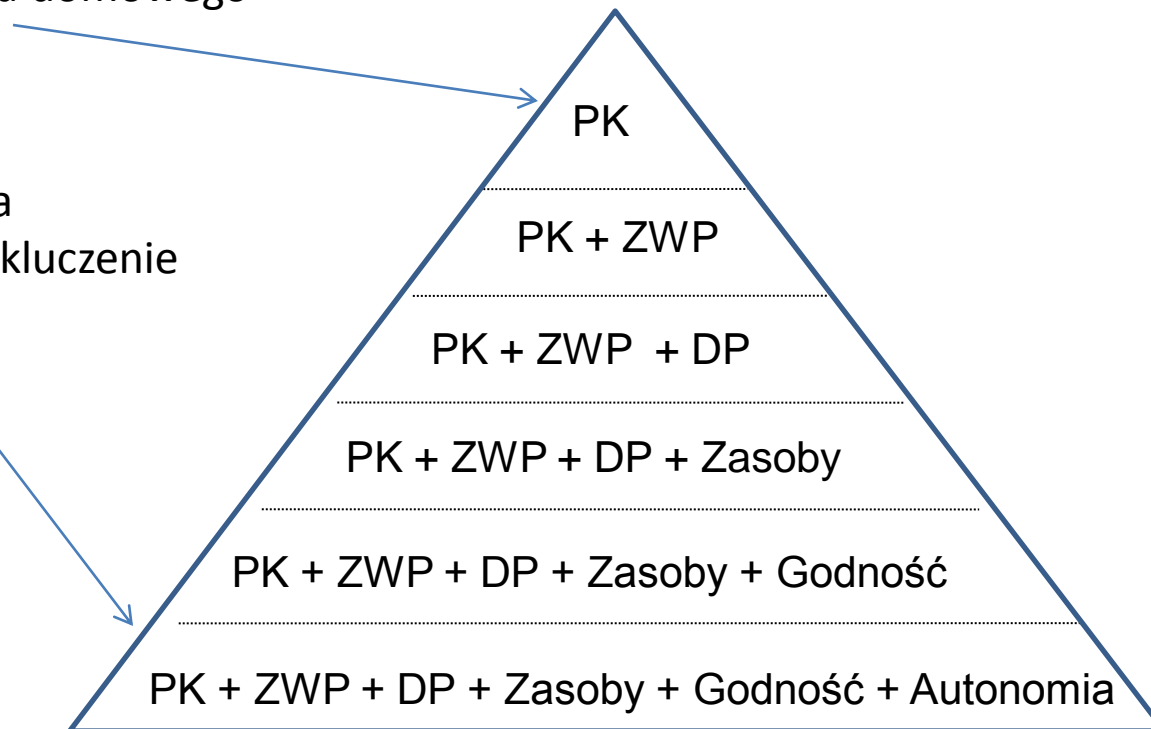 domowego
PK
kluczenie
PK + ZWP
PK + ZWP + DP
PK + ZWP + DP + Zasoby
PK + ZWP + DP + Zasoby + Godność
PK + ZWP + DP + Zasoby + Godność + Autonomia